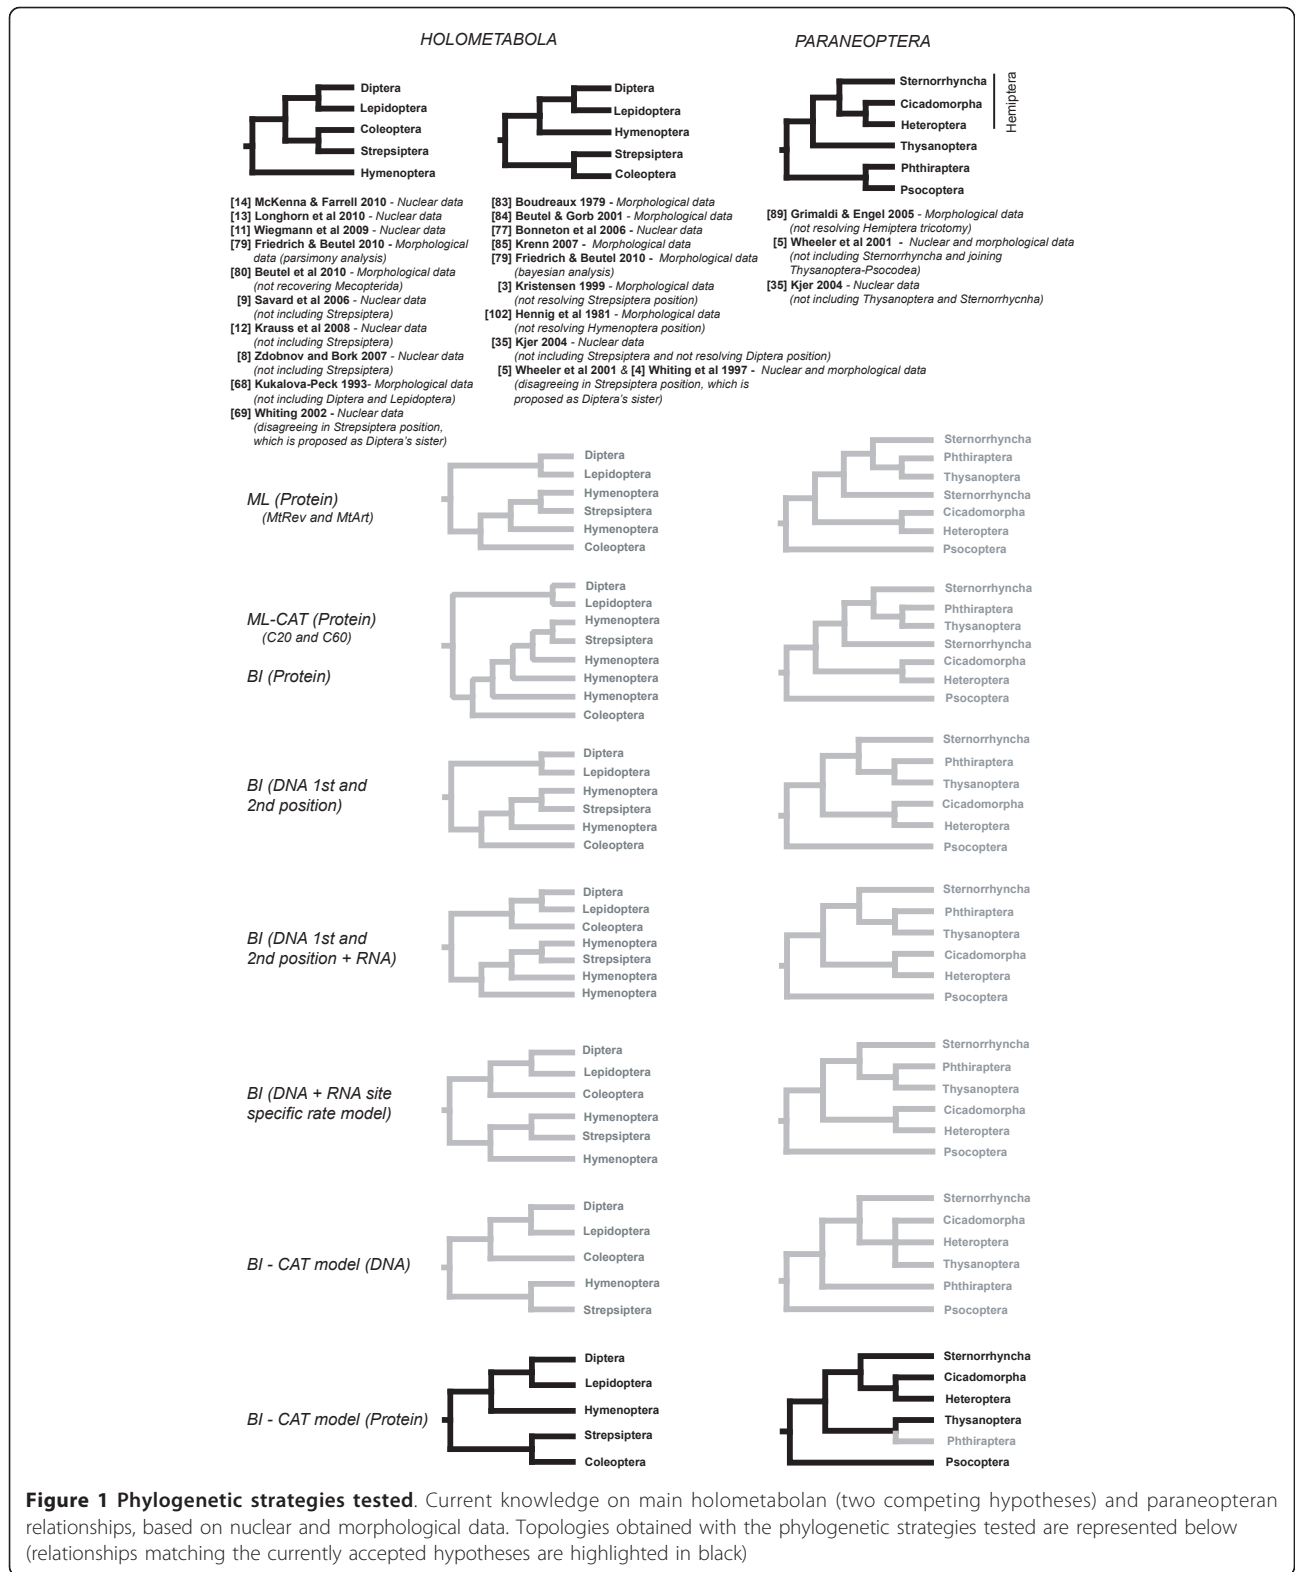 HOLOMETABOLA
PARANEOPTERA
Diptera
Lepidoptera
Coleoptera
Strepsiptera
Hymenoptera
Diptera
Lepidoptera
Hymenoptera
Strepsiptera
Coleoptera
Sternorrhyncha
Cicadomorpha
Heteroptera
Thysanoptera
Phthiraptera
Psocoptera
Hemiptera
[14] McKenna & Farrell 2010 - Nuclear data
[13] Longhorn et al 2010 - Nuclear data
[11] Wiegmann et al 2009 - Nuclear data
[79] Friedrich & Beutel 2010 - Morphological
data (parsimony analysis)
[80] Beutel et al 2010 - Morphological data
(not recovering Mecopterida)
[9] Savard et al 2006 - Nuclear data
(not including Strepsiptera)
[12] Krauss et al 2008 - Nuclear data
(not including Strepsiptera)
[8] Zdobnov and Bork 2007 - Nuclear data
(not including Strepsiptera)
[68] Kukalova-Peck 1993- Morphological data
(not including Diptera and Lepidoptera)
[69] Whiting 2002 - Nuclear data
(disagreeing in Strepsiptera position,
which is proposed as Diptera's sister)
[83] Boudreaux 1979 - Morphological data
[84] Beutel & Gorb 2001 - Morphological data
[77] Bonneton et al 2006 - Nuclear data
[85] Krenn 2007 - Morphological data
[79] Friedrich & Beutel 2010 - Morphological data
(bayesian analysis)
[3] Kristensen 1999 - Morphological data
(not resolving Strepsiptera position)
[102] Hennig et al 1981 - Morphological data
(not resolving Hymenoptera position)
[35] Kjer 2004 - Nuclear data
(not including Strepsiptera and not resolving Diptera position)
[5] Wheeler et al 2001 & [4] Whiting et al 1997 - Nuclear and morphological data
(disagreeing in Strepsiptera position, which is
proposed as Diptera's sister)
[89] Grimaldi & Engel 2005 - Morphological data
(not resolving Hemiptera tricotomy)
[5] Wheeler et al 2001 - Nuclear and morphological data
(not including Sternorrhyncha and joining
Thysanoptera-Psocodea)
[35] Kjer 2004 - Nuclear data
(not including Thysanoptera and Sternorrhycnha)
ML (Protein)
(MtRev and MtArt)
Diptera
Lepidoptera
Hymenoptera
Strepsiptera
Hymenoptera
Coleoptera
Sternorrhyncha
Phthiraptera
Thysanoptera
Sternorrhyncha
Cicadomorpha
Heteroptera
Psocoptera
ML-CAT (Protein)
(C20 and C60)
BI (Protein)
Diptera
Lepidoptera
Hymenoptera
Strepsiptera
Hymenoptera
Hymenoptera
Hymenoptera
Coleoptera
Sternorrhyncha
Phthiraptera
Thysanoptera
Sternorrhyncha
Cicadomorpha
Heteroptera
Psocoptera
BI (DNA 1st and
2nd position)
Diptera
Lepidoptera
Hymenoptera
Strepsiptera
Hymenoptera
Coleoptera
Sternorrhyncha
Phthiraptera
Thysanoptera
Cicadomorpha
Heteroptera
Psocoptera
BI (DNA 1st and
2nd position + RNA)
Diptera
Lepidoptera
Coleoptera
Hymenoptera
Strepsiptera
Hymenoptera
Hymenoptera
Sternorrhyncha
Phthiraptera
Thysanoptera
Cicadomorpha
Heteroptera
Psocoptera
BI (DNA + RNA site
specific rate model)
Diptera
Lepidoptera
Coleoptera
Hymenoptera
Strepsiptera
Hymenoptera
Sternorrhyncha
Phthiraptera
Thysanoptera
Cicadomorpha
Heteroptera
Psocoptera
BI - CAT model (DNA)
Diptera
Lepidoptera
Coleoptera
Hymenoptera
Strepsiptera
Sternorrhyncha
Cicadomorpha
Heteroptera
Thysanoptera
Phthiraptera
Psocoptera
BI - CAT model (Protein)
Diptera
Lepidoptera
Hymenoptera
Strepsiptera
Coleoptera
Sternorrhyncha
Cicadomorpha
Heteroptera
Thysanoptera
Phthiraptera
Psocoptera
Figure 1 Phylogenetic strategies tested. Current knowledge on main holometabolan (two competing hypotheses) and paraneopteran
relationships, based on nuclear and morphological data. Topologies obtained with the phylogenetic strategies tested are represented below
(relationships matching the currently accepted hypotheses are highlighted in black)